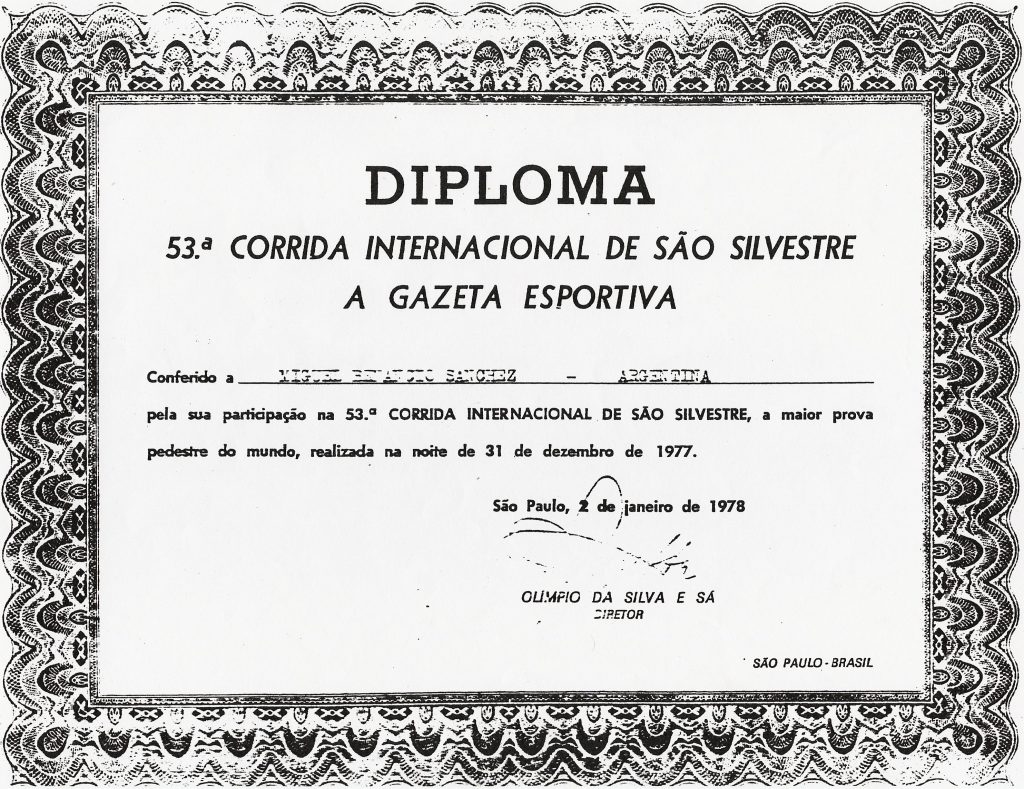 DIPLOMA
53.ª CORRIDA INTERNACIONAL DE SÃO SILVESTRE
A GAZETA ESPORTIVA
Conferido a MIGUEL BENANCIO SANCHEZ - ARGENTINA
pela sua participação na 53.ª CORRIDA INTERNACIONAL DE SÃO SILVESTRE, a maior prova
pedestre do mundo, realizada na noite de 31 de dezembro de 1977.
São Paulo, 2 de janeiro de 1978
OLIMPIO DA SILVA E SÁ
DIRETOR
SÃO PAULO - BRASIL